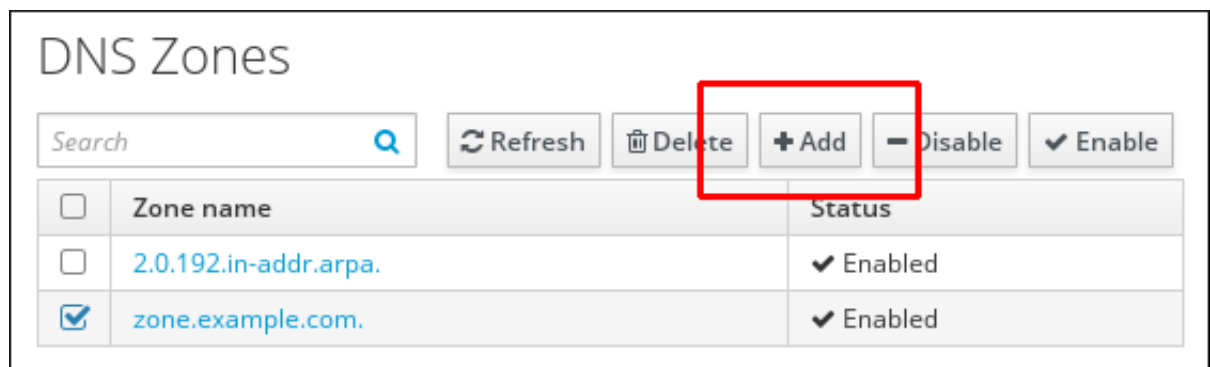 DNS Zones
Search Refresh Delete Add Disable Enable
Zone name Status
2.0.192.in-addr.arpa. Enabled
zone.example.com. Enabled